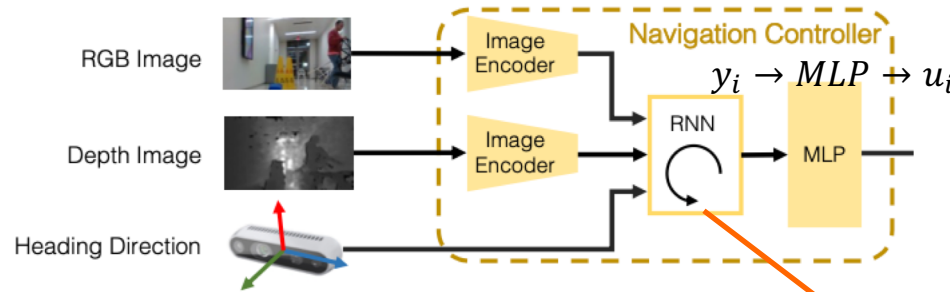 Navigation Controller
RGB Image
Image
Encoder
y_i → MLP → u_i
Depth Image
Image
Encoder
RNN
MLP
Heading Direction